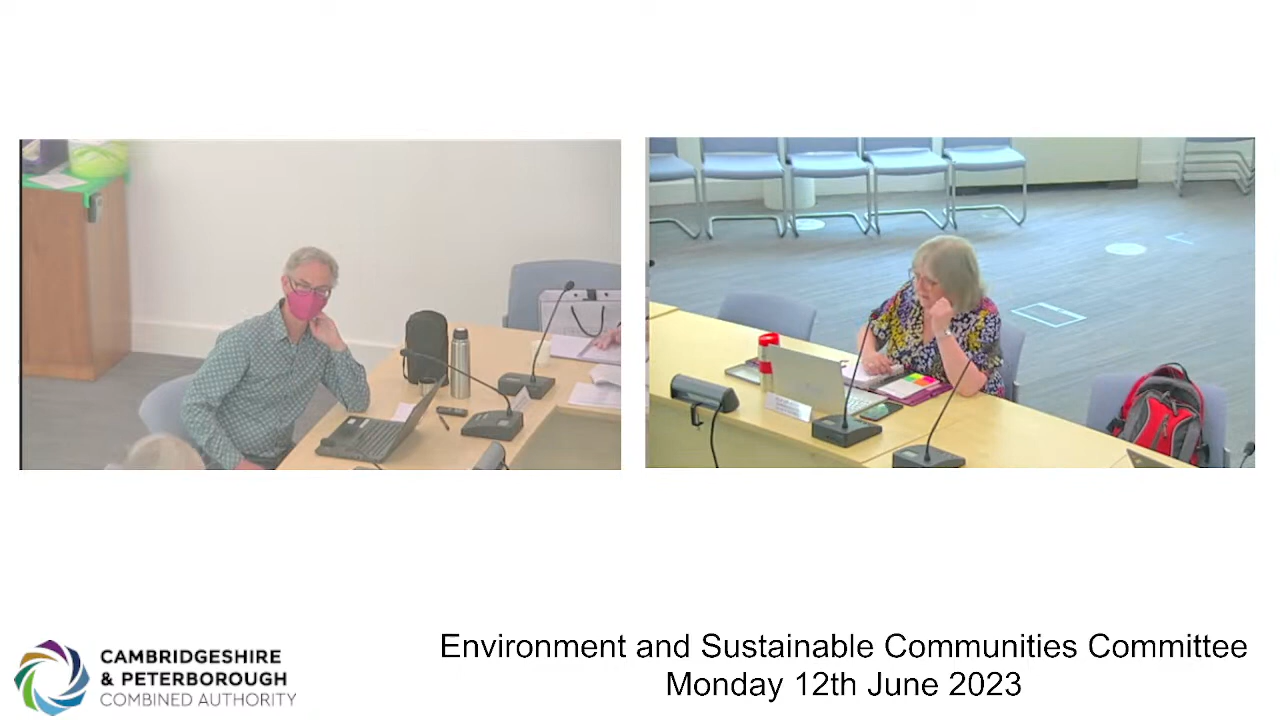 CAMBRIDGESHIRE
& PETERBOROUGH
COMBINED AUTHORITY
Environment and Sustainable Communities Committee
Monday 12th June 2023